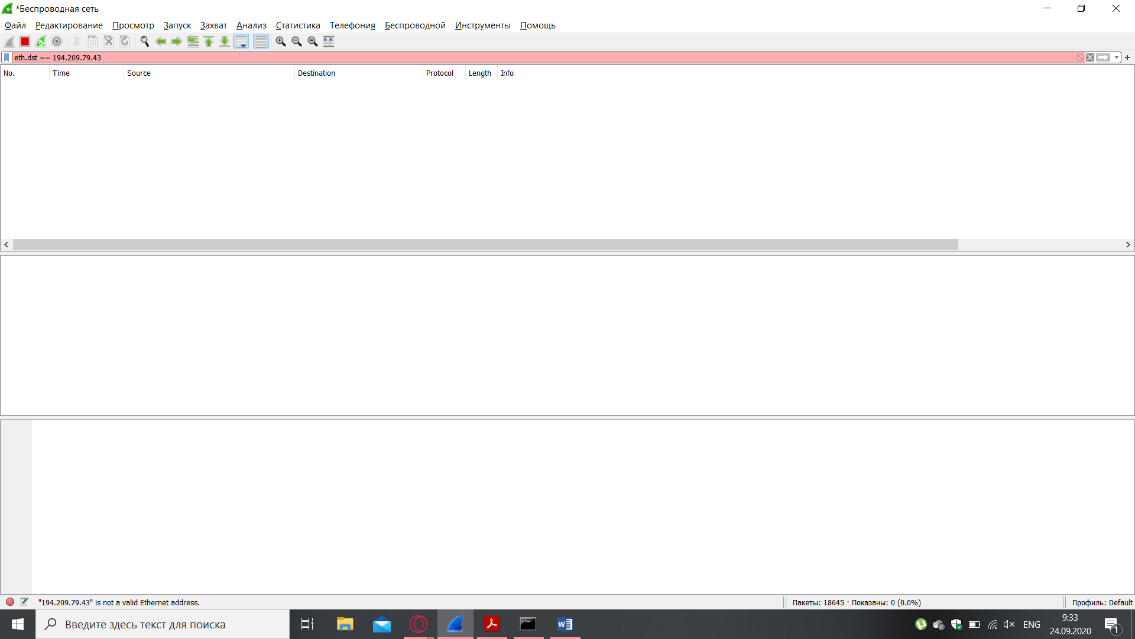 *Беспроводная сеть
Файл Редактирование Просмотр Запуск Захват Анализ Статистика Телефония Беспроводной Инструменты Помощь
eth.dst == 194.209.79.43
No. Time Source Destination Protocol Length Info
"194.209.79.43" is not a valid Ethernet address.
Пакеты: 18645 · Показаны: 0 (0.0%)
Профиль: Default
Введите здесь текст для поиска
ENG
9:33
24.09.2020
1